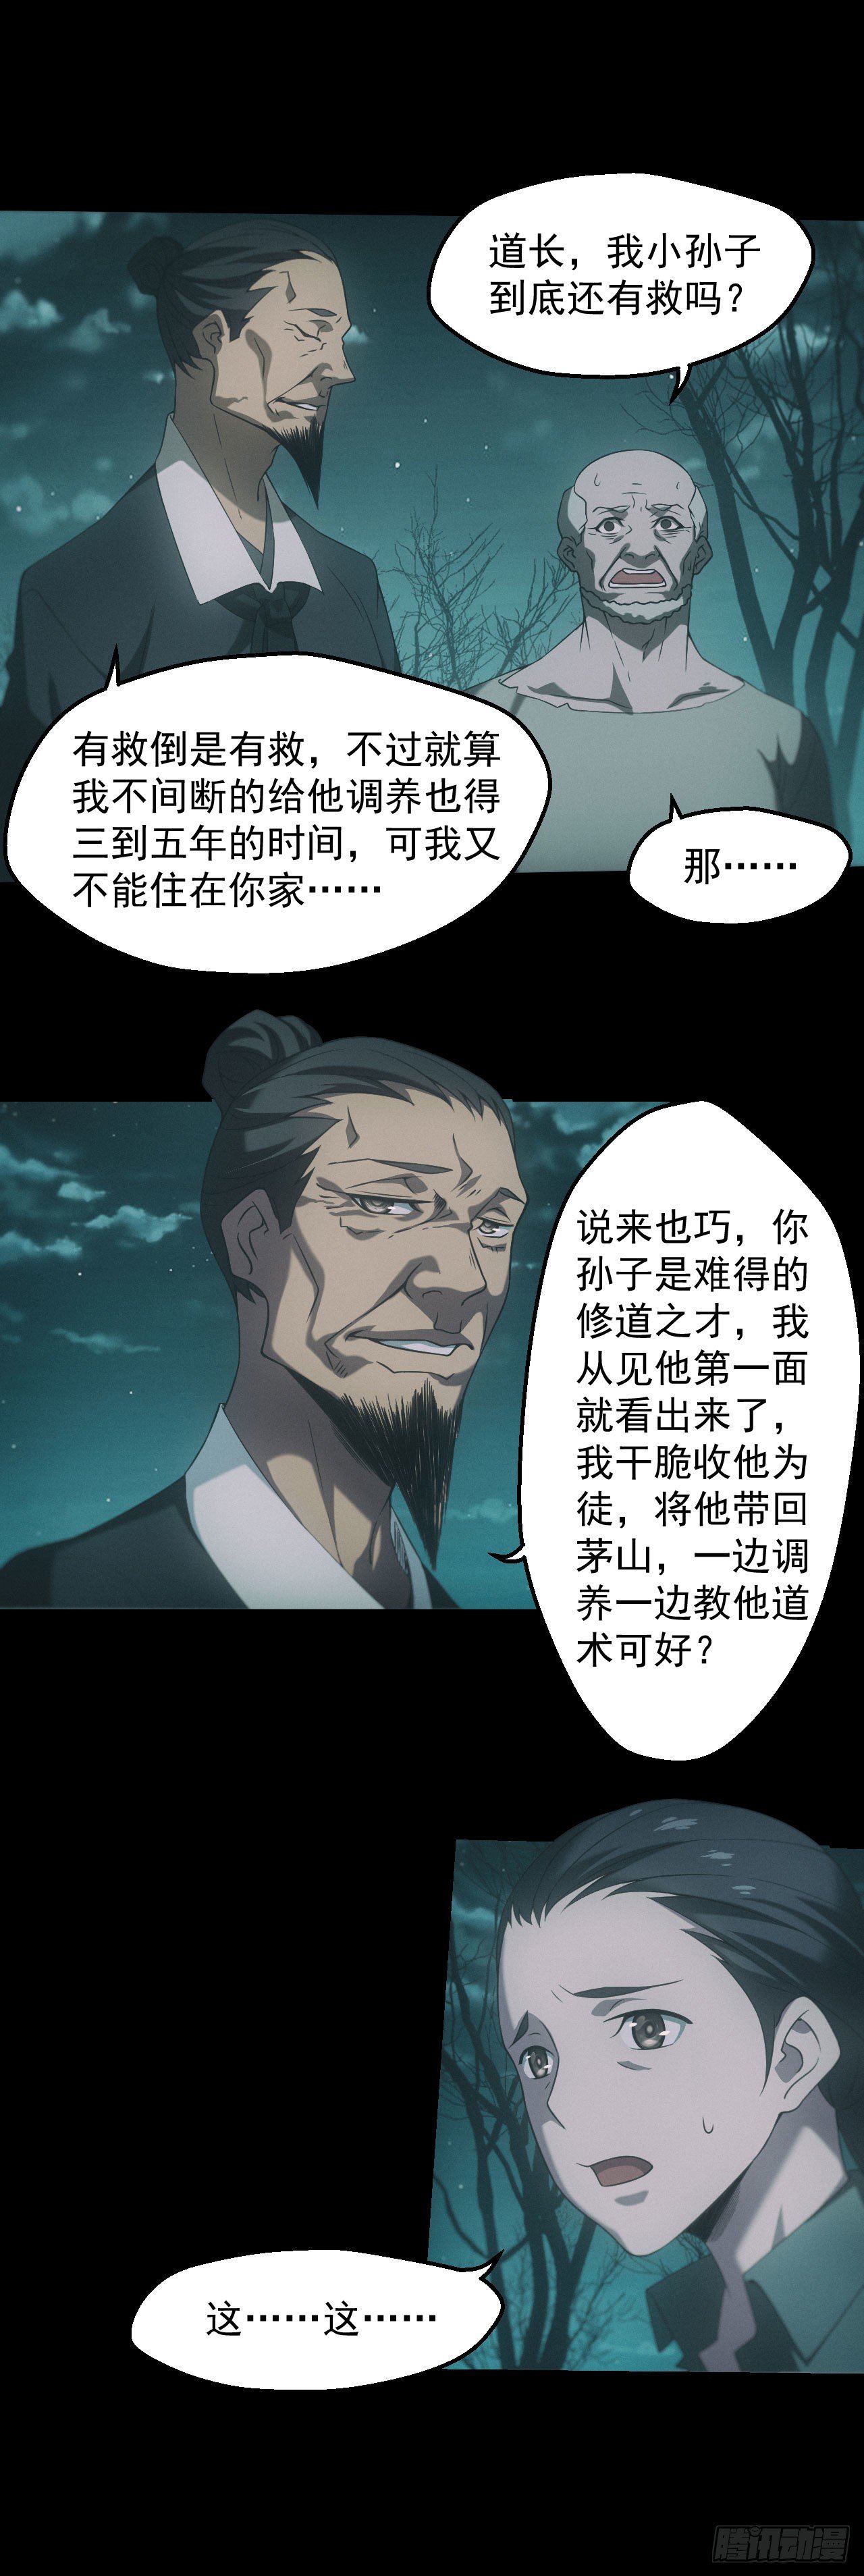 道长，我小孙子
到底还有救吗？
有救倒是有救，不过就算
我不间断的给他调养也得
三到五年的时间，可我又
不能住在你家……
那……
说来也巧，你
孙子是难得的
修道之才，我
从见他第一面
就看出来了，
我干脆收他为
徒，将他带回
茅山，一边调
养一边教他道
术可好？
这……这……
腾讯动漫